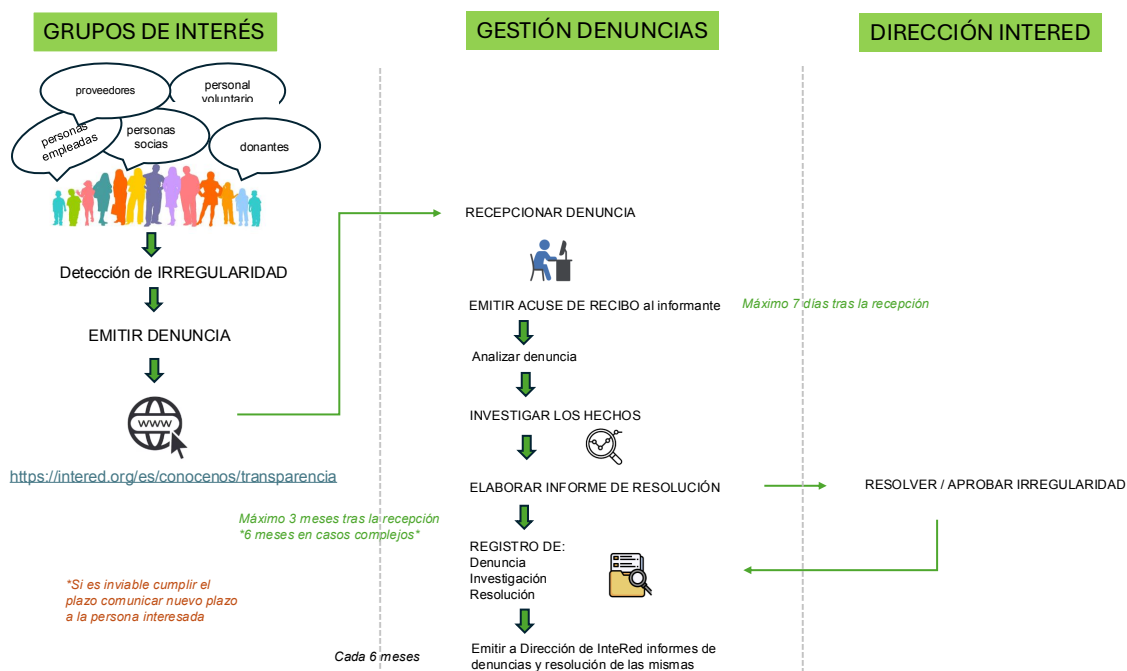 GRUPOS DE INTERÉS
GESTIÓN DENUNCIAS
DIRECCIÓN INTERED
proveedores
personal
voluntario
personas
empleadas
personas
socias
donantes
Detección de IRREGULARIDAD
EMITIR DENUNCIA
www
https://intered.org/es/conocenos/transparencia
Máximo 3 meses tras la recepción
*6 meses en casos complejos*
*Si es inviable cumplir el
plazo comunicar nuevo plazo
a la persona interesada
Cada 6 meses
RECEPCIONAR DENUNCIA
EMITIR ACUSE DE RECIBO al informante
Máximo 7 días tras la recepción
Analizar denuncia
INVESTIGAR LOS HECHOS
ELABORAR INFORME DE RESOLUCIÓN
RESOLVER / APROBAR IRREGULARIDAD
REGISTRO DE:
Denuncia
Investigación
Resolución
Emitir a Dirección de InteRed informes de
denuncias y resolución de las mismas